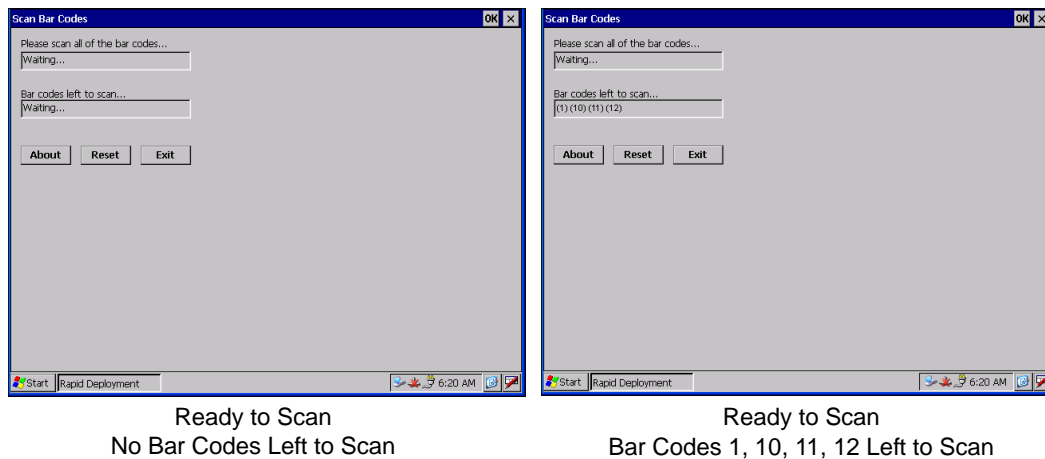 Scan Bar Codes
OK ×
Please scan all of the bar codes...
Waiting...
Bar codes left to scan...
Waiting...
About Reset Exit
Start Rapid Deployment 6:20 AM
Ready to Scan
No Bar Codes Left to Scan
Scan Bar Codes
OK ×
Please scan all of the bar codes...
Waiting...
Bar codes left to scan...
(1) (10) (11) (12)
About Reset Exit
Start Rapid Deployment 6:20 AM
Ready to Scan
Bar Codes 1, 10, 11, 12 Left to Scan